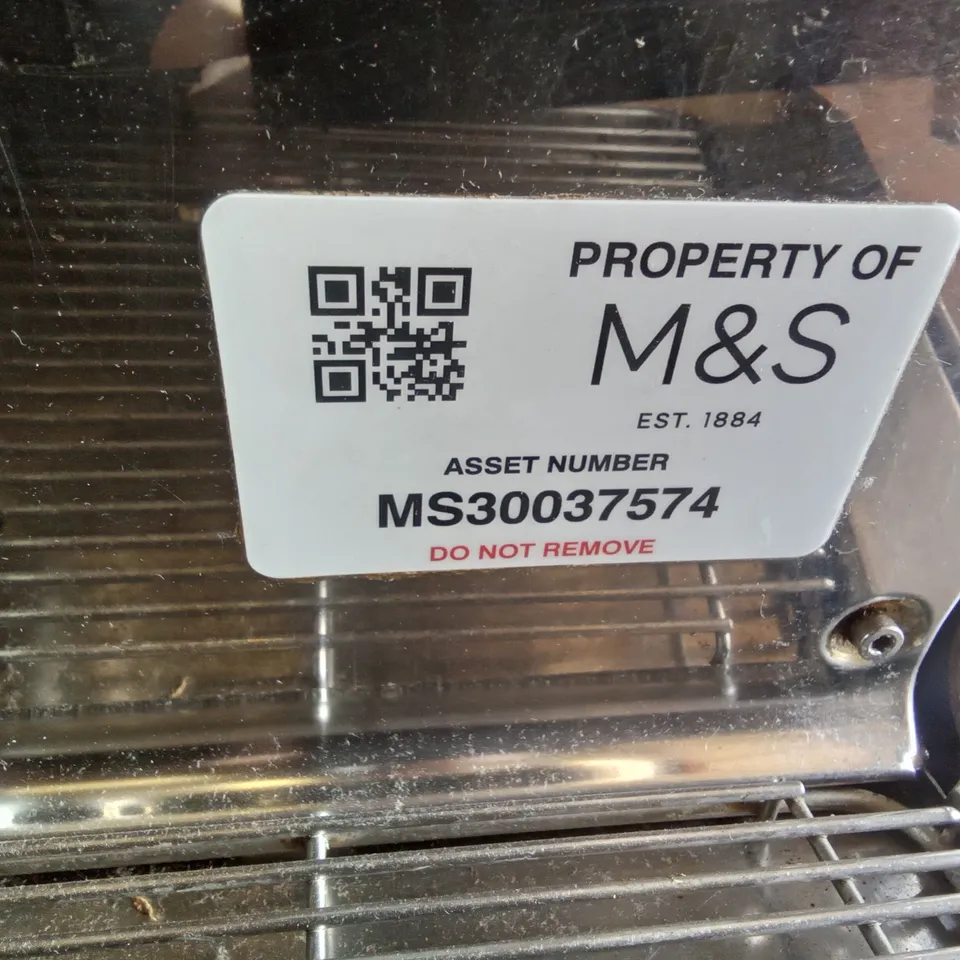 PROPERTY OF
M&S
EST. 1884
ASSET NUMBER
MS30037574
DO NOT REMOVE